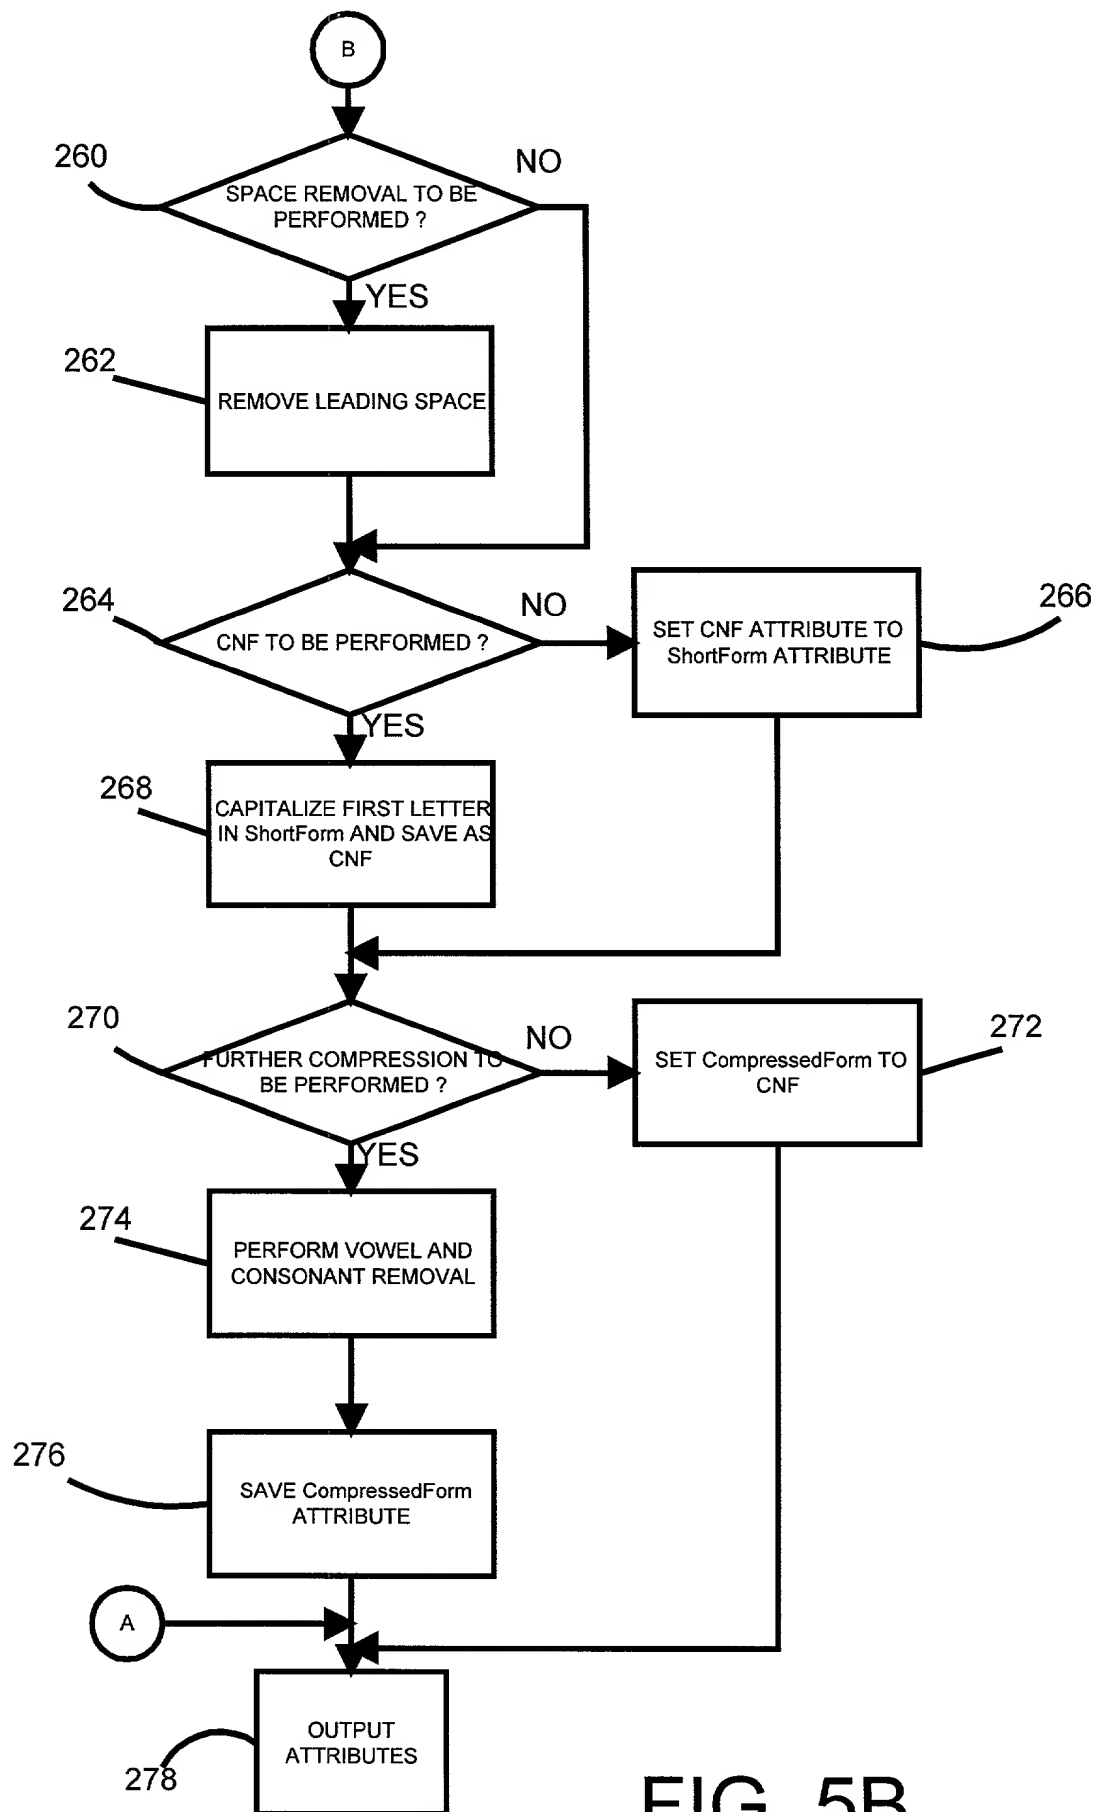 B
260
NO
SPACE REMOVAL TO BE
PERFORMED ?
YES
262
REMOVE LEADING SPACE
264
CNF TO BE PERFORMED ?
NO
SET CNF ATTRIBUTE TO
ShortForm ATTRIBUTE
266
YES
268
CAPITALIZE FIRST LETTER
IN ShortForm AND SAVE AS
CNF
270
FURTHER COMPRESSION TO
BE PERFORMED ?
NO
SET CompressedForm TO
CNF
272
YES
274
PERFORM VOWEL AND
CONSONANT REMOVAL
276
SAVE CompressedForm
ATTRIBUTE
A
OUTPUT
ATTRIBUTES
278
FIG. 5B